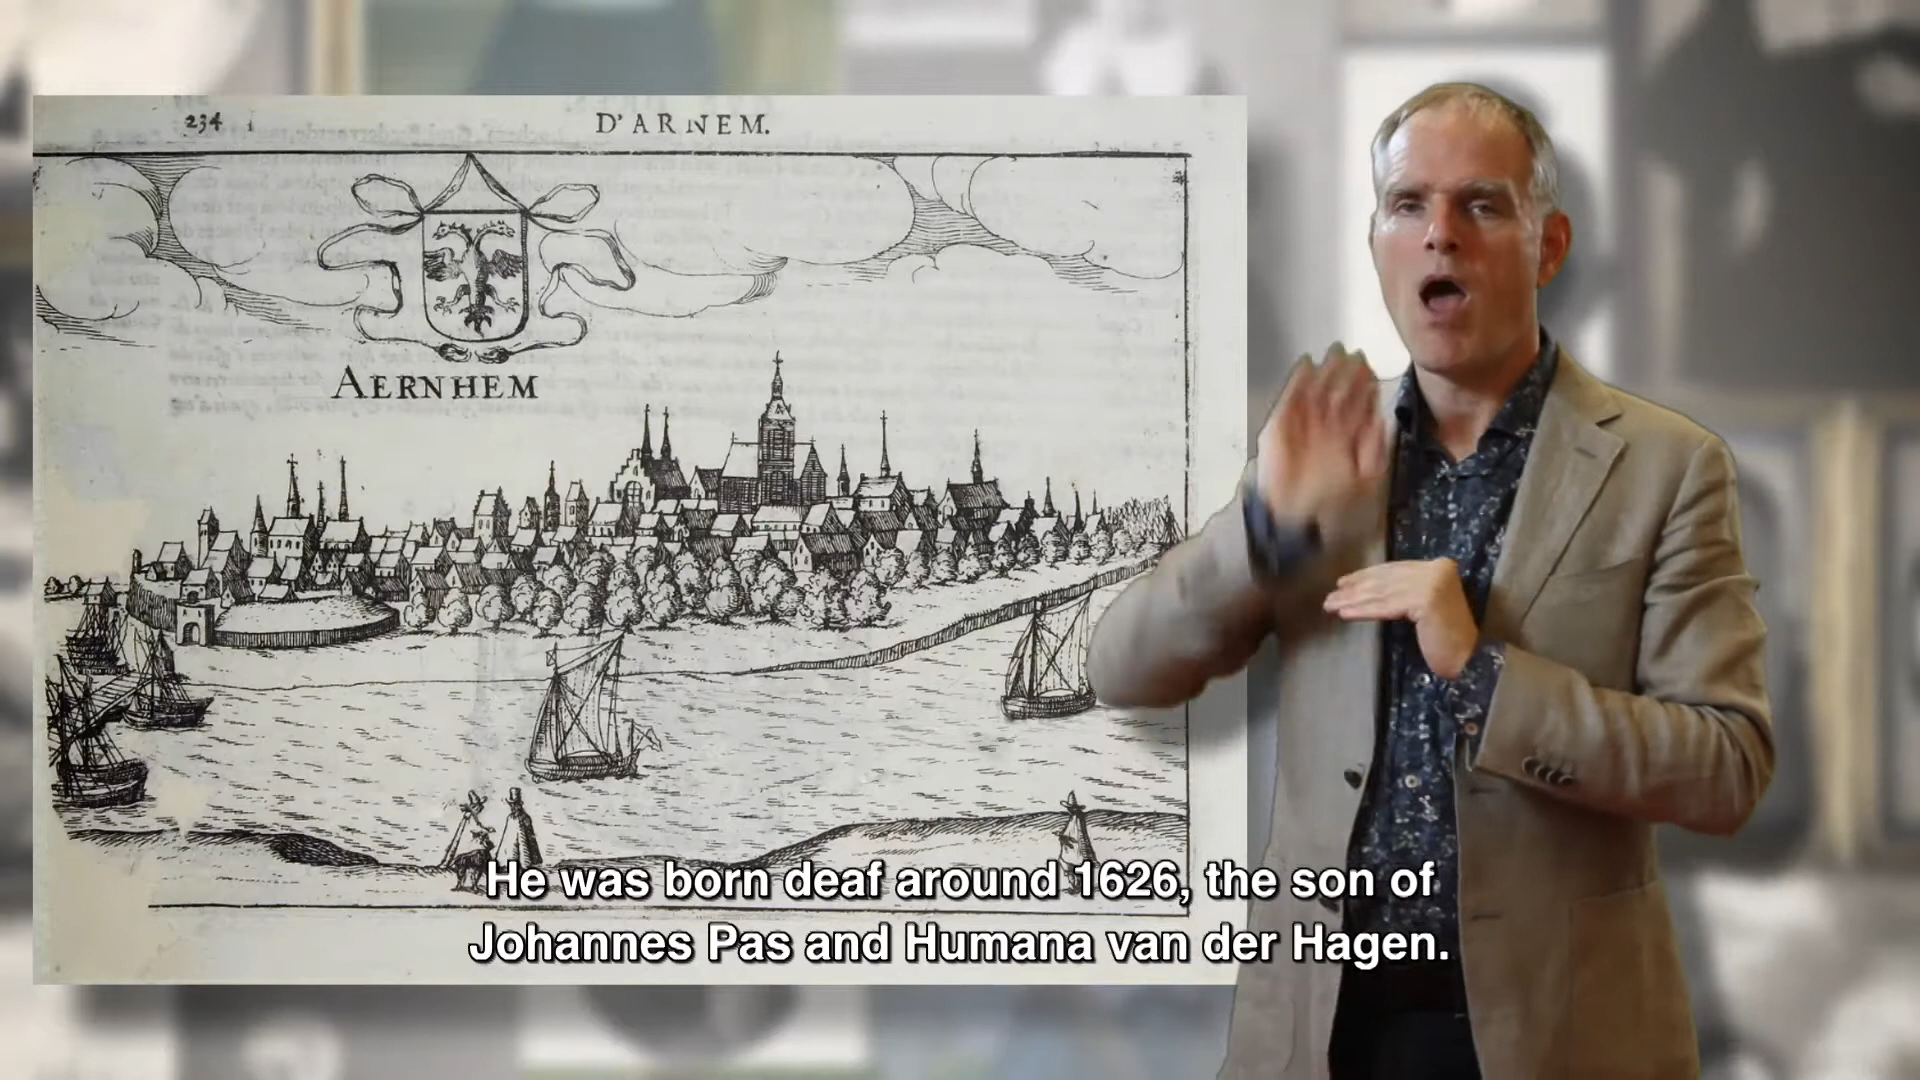 234
D' ARNEM.
AERNHEM
He was born deaf around 1626, the son of
Johannes Pas and Humana van der Hagen.